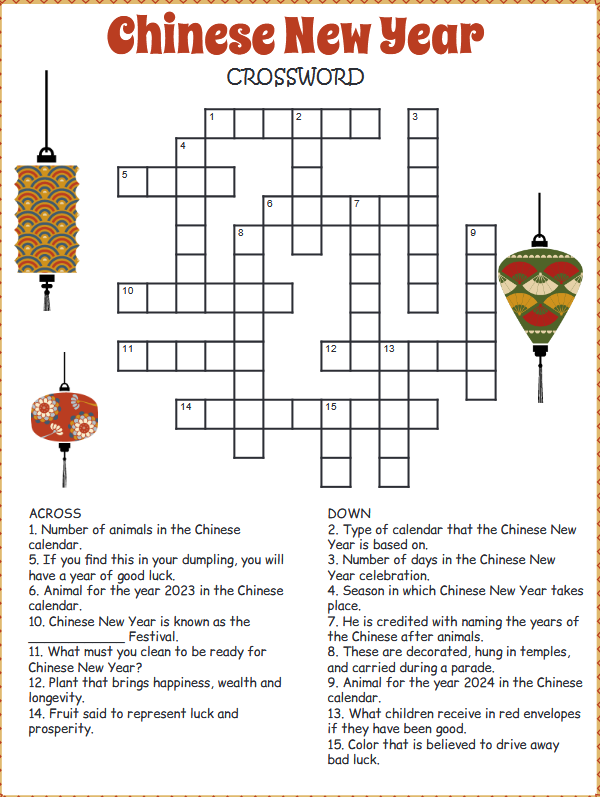 Chinese New Year
CROSSWORD
1
2
3
4
5
6
7
8
9
10
11
12
13
14
15
ACROSS
1. Number of animals in the Chinese
calendar.
5. If you find this in your dumpling, you will
have a year of good luck.
6. Animal for the year 2023 in the Chinese
calendar.
10. Chinese New Year is known as the
_____________ Festival.
11. What must you clean to be ready for
Chinese New Year?
12. Plant that brings happiness, wealth and
longevity.
14. Fruit said to represent luck and
prosperity.
DOWN
2. Type of calendar that the Chinese New
Year is based on.
3. Number of days in the Chinese New
Year celebration.
4. Season in which Chinese New Year takes
place.
7. He is credited with naming the years of
the Chinese after animals.
8. These are decorated, hung in temples,
and carried during a parade.
9. Animal for the year 2024 in the Chinese
calendar.
13. What children receive in red envelopes
if they have been good.
15. Color that is believed to drive away
bad luck.